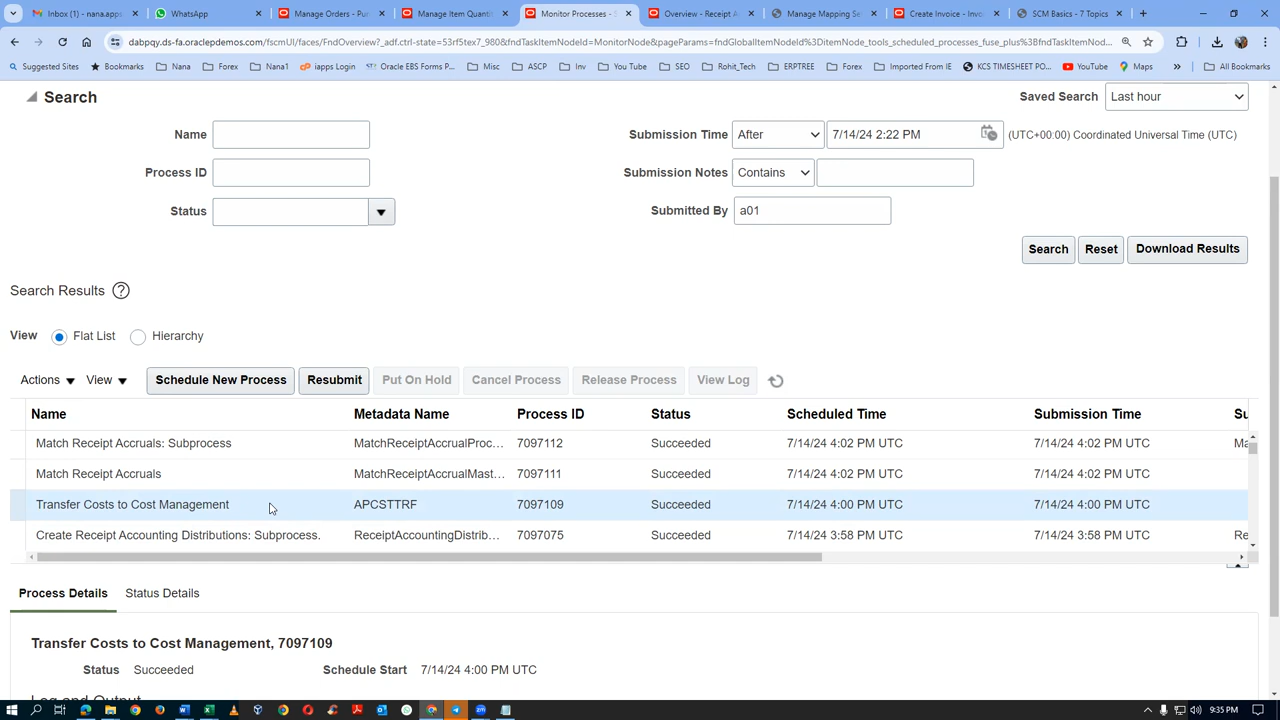 Inbox (1) - nana.apps
WhatsApp
Manage Orders - Pur
Manage Item Quanti
Monitor Processes - S
Overview - Receipt A
Manage Mapping Se
Create Invoice - Invo
SCM Basics - 7 Topics
dabpqy.ds-fa.oraclepdemos.com/fscmUI/faces/FndOverview?_adf.ctrl-state=53rf5tex7_980&fndTaskItemNodeId=MonitorNode&pageParams=fndGlobalItemNodeId%3DitemNode_tools_scheduled_processes_fuse_plus%3BfndTaskItemNod...
Suggested Sites
Bookmarks
Nana
Forex
Nana1
iapps Login
Oracle EBS Forms P...
Misc
ASCP
Inv
You Tube
SEO
Rohit_Tech
ERPTREE
Forex
Imported From IE
KCS TIMESHEET PO...
YouTube
Maps
»
All Bookmarks
Search
Saved Search Last hour
Name
Submission Time After 7/14/24 2:22 PM (UTC+00:00) Coordinated Universal Time (UTC)
Process ID
Submission Notes Contains
Status
Submitted By a01
Search Reset Download Results
Search Results ?
View Flat List Hierarchy
Actions View Schedule New Process Resubmit Put On Hold Cancel Process Release Process View Log
Name Metadata Name Process ID Status Scheduled Time Submission Time Su
Match Receipt Accruals: Subprocess MatchReceiptAccrualProc... 7097112 Succeeded 7/14/24 4:02 PM UTC 7/14/24 4:02 PM UTC Ma
Match Receipt Accruals MatchReceiptAccrualMast... 7097111 Succeeded 7/14/24 4:02 PM UTC 7/14/24 4:02 PM UTC
Transfer Costs to Cost Management APCSTTRF 7097109 Succeeded 7/14/24 4:00 PM UTC 7/14/24 4:00 PM UTC
Create Receipt Accounting Distributions: Subprocess. ReceiptAccountingDistrib... 7097075 Succeeded 7/14/24 3:58 PM UTC 7/14/24 3:58 PM UTC Re
Process Details Status Details
Transfer Costs to Cost Management, 7097109
Status Succeeded Schedule Start 7/14/24 4:00 PM UTC
Log and Output
9:35 PM